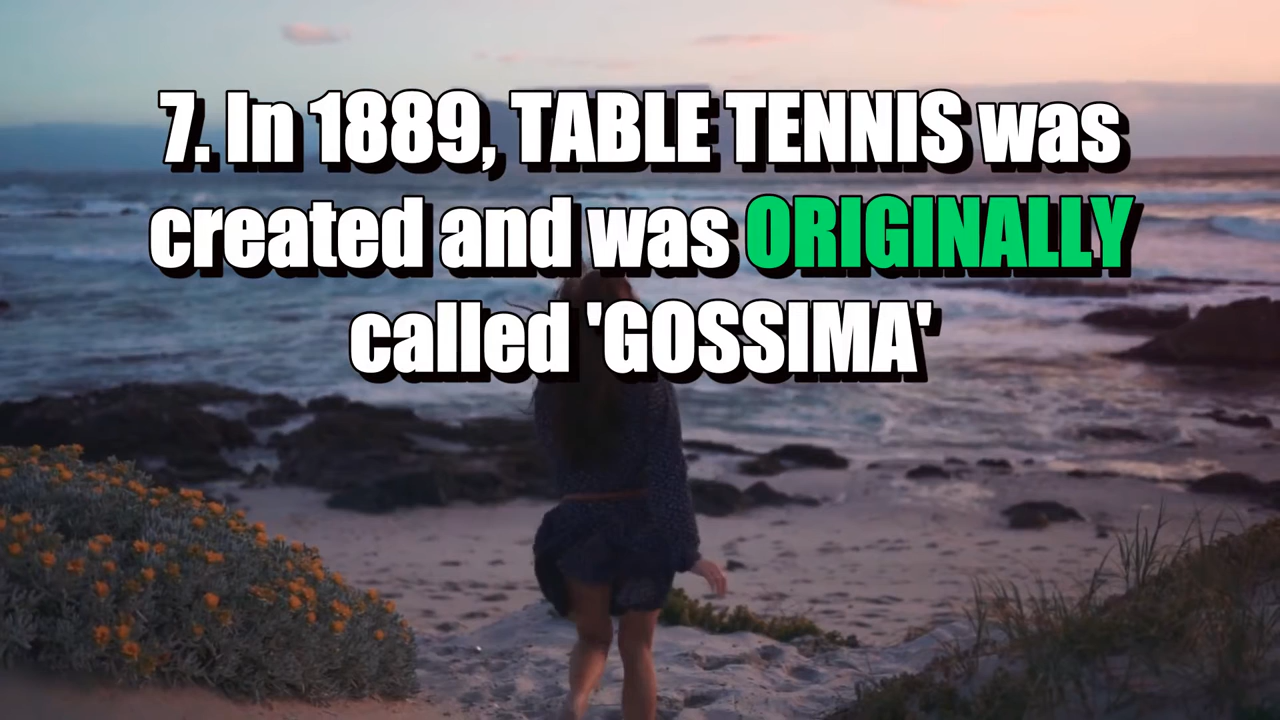 7. In 1889, TABLE TENNIS was
created and was ORIGINALLY
called 'GOSSIMA'